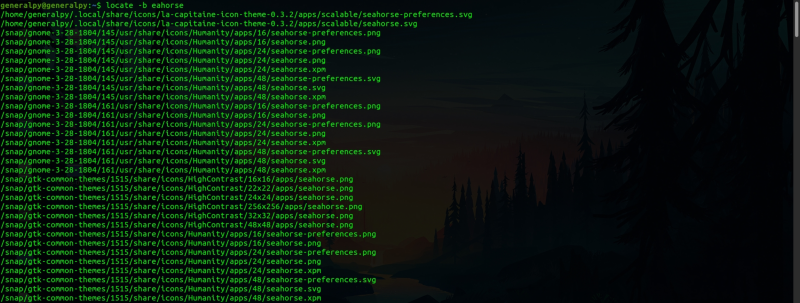 generalpy@generalpy:~$ locate -b eahorse
/home/generalpy/.local/share/icons/la-capitaine-icon-theme-0.3.2/apps/scalable/seahorse-preferences.svg
/home/generalpy/.local/share/icons/la-capitaine-icon-theme-0.3.2/apps/scalable/seahorse.svg
/snap/gnome-3-28-1804/145/usr/share/icons/Humanity/apps/16/seahorse-preferences.png
/snap/gnome-3-28-1804/145/usr/share/icons/Humanity/apps/16/seahorse.png
/snap/gnome-3-28-1804/145/usr/share/icons/Humanity/apps/24/seahorse-preferences.png
/snap/gnome-3-28-1804/145/usr/share/icons/Humanity/apps/24/seahorse.png
/snap/gnome-3-28-1804/145/usr/share/icons/Humanity/apps/24/seahorse.xpm
/snap/gnome-3-28-1804/145/usr/share/icons/Humanity/apps/48/seahorse-preferences.svg
/snap/gnome-3-28-1804/145/usr/share/icons/Humanity/apps/48/seahorse.svg
/snap/gnome-3-28-1804/145/usr/share/icons/Humanity/apps/48/seahorse.xpm
/snap/gnome-3-28-1804/161/usr/share/icons/Humanity/apps/16/seahorse-preferences.png
/snap/gnome-3-28-1804/161/usr/share/icons/Humanity/apps/16/seahorse.png
/snap/gnome-3-28-1804/161/usr/share/icons/Humanity/apps/24/seahorse-preferences.png
/snap/gnome-3-28-1804/161/usr/share/icons/Humanity/apps/24/seahorse.png
/snap/gnome-3-28-1804/161/usr/share/icons/Humanity/apps/24/seahorse.xpm
/snap/gnome-3-28-1804/161/usr/share/icons/Humanity/apps/48/seahorse-preferences.svg
/snap/gnome-3-28-1804/161/usr/share/icons/Humanity/apps/48/seahorse.svg
/snap/gnome-3-28-1804/161/usr/share/icons/Humanity/apps/48/seahorse.xpm
/snap/gtk-common-themes/1515/share/icons/HighContrast/16x16/apps/seahorse.png
/snap/gtk-common-themes/1515/share/icons/HighContrast/22x22/apps/seahorse.png
/snap/gtk-common-themes/1515/share/icons/HighContrast/24x24/apps/seahorse.png
/snap/gtk-common-themes/1515/share/icons/HighContrast/256x256/apps/seahorse.png
/snap/gtk-common-themes/1515/share/icons/HighContrast/32x32/apps/seahorse.png
/snap/gtk-common-themes/1515/share/icons/HighContrast/48x48/apps/seahorse.png
/snap/gtk-common-themes/1515/share/icons/Humanity/apps/16/seahorse-preferences.png
/snap/gtk-common-themes/1515/share/icons/Humanity/apps/16/seahorse.png
/snap/gtk-common-themes/1515/share/icons/Humanity/apps/24/seahorse-preferences.png
/snap/gtk-common-themes/1515/share/icons/Humanity/apps/24/seahorse.png
/snap/gtk-common-themes/1515/share/icons/Humanity/apps/24/seahorse.xpm
/snap/gtk-common-themes/1515/share/icons/Humanity/apps/48/seahorse-preferences.svg
/snap/gtk-common-themes/1515/share/icons/Humanity/apps/48/seahorse.svg
/snap/gtk-common-themes/1515/share/icons/Humanity/apps/48/seahorse.xpm